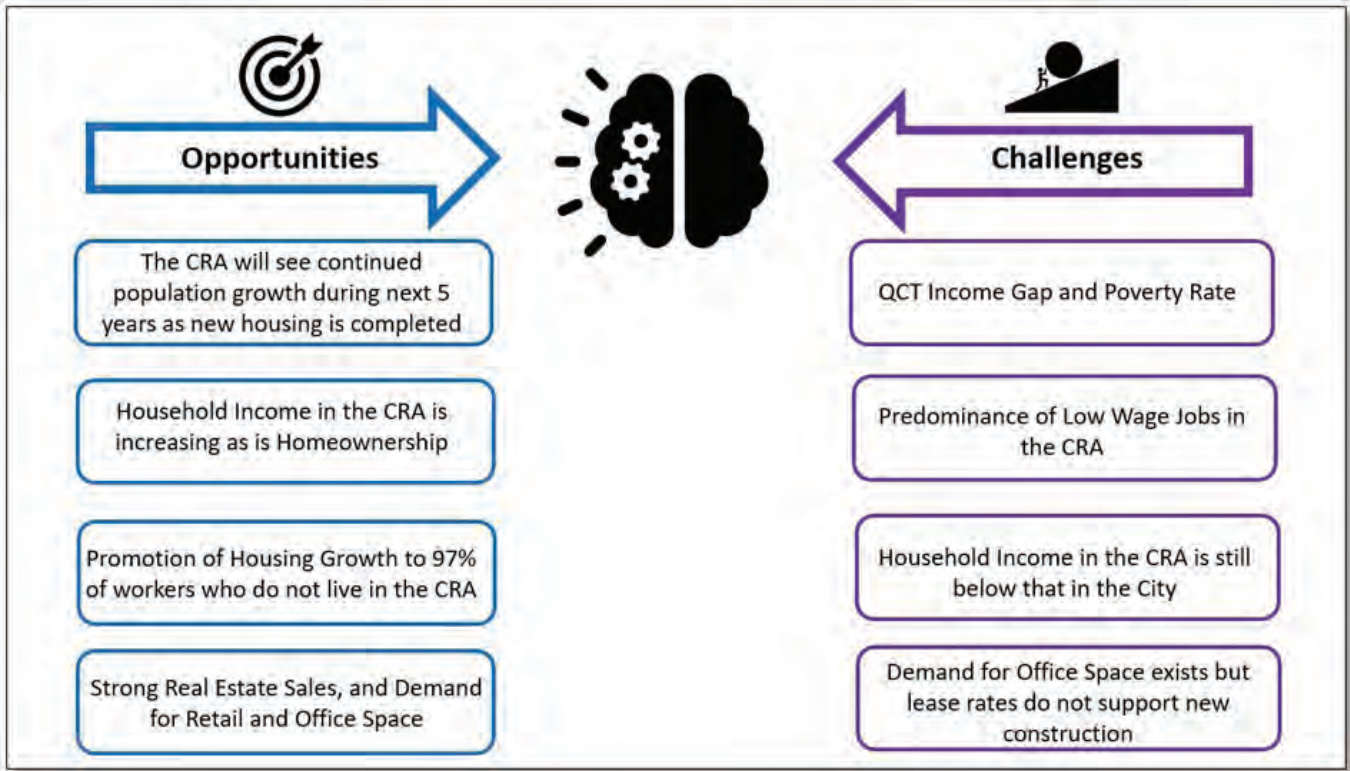 Opportunities
The CRA will see continued
population growth during next 5
years as new housing is completed
Household Income in the CRA is
increasing as is Homeownership
Promotion of Housing Growth to 97%
of workers who do not live in the CRA
Strong Real Estate Sales, and Demand
for Retail and Office Space
Challenges
QCT Income Gap and Poverty Rate
Predominance of Low Wage Jobs in
the CRA
Household Income in the CRA is still
below that in the City
Demand for Office Space exists but
lease rates do not support new
construction